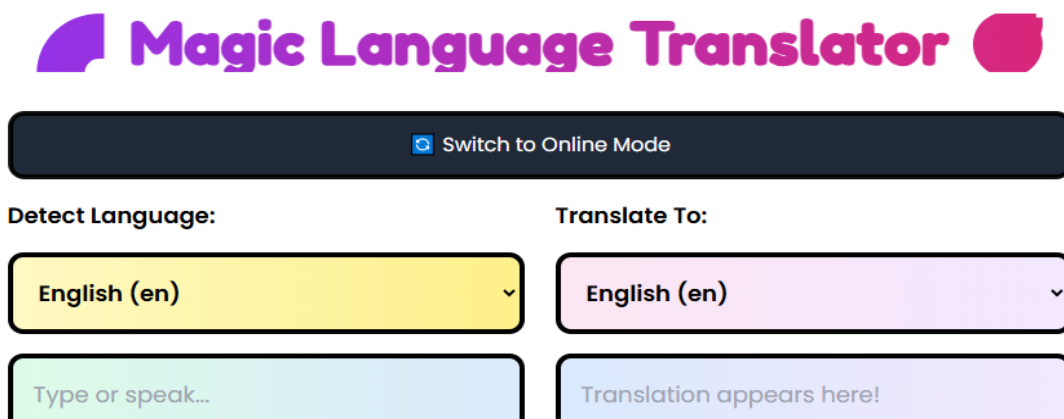 Magic Language Translator
Switch to Online Mode
Detect Language:
Translate To:
English (en)
English (en)
Type or speak...
Translation appears here!